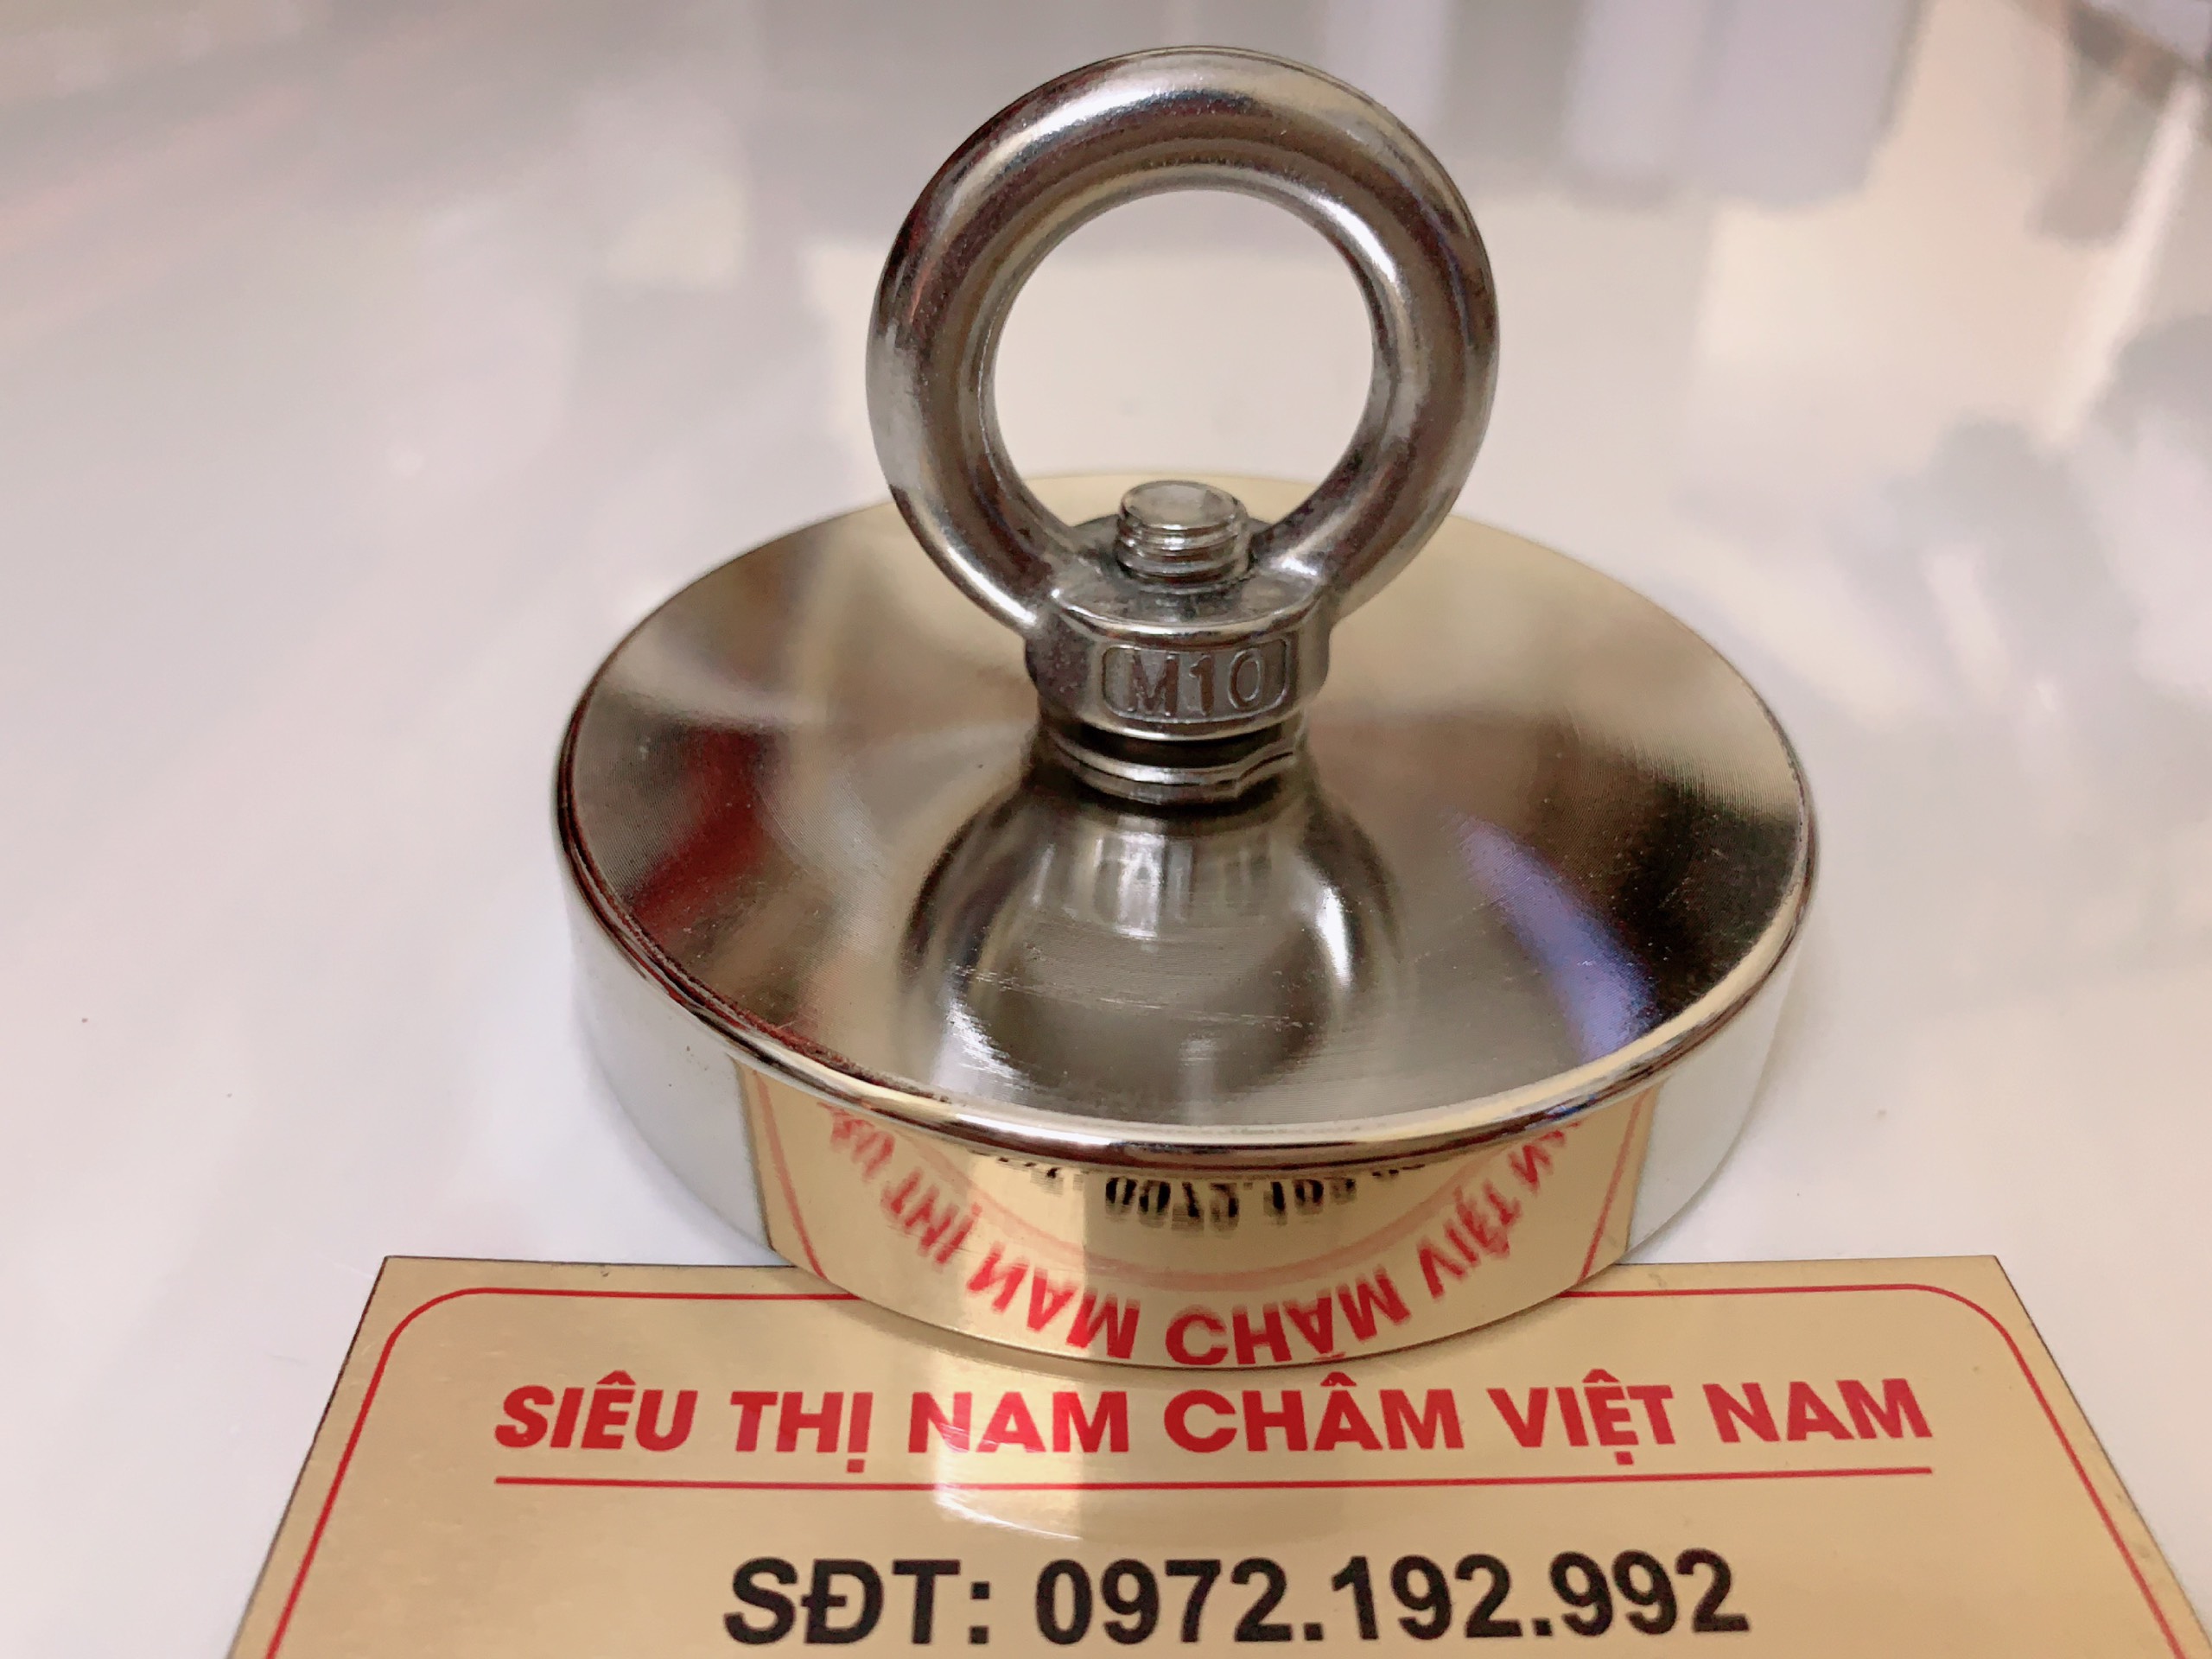 M10
SIÊU THỊ NAM CHÂM VIỆT NAM
SĐT: 0972.192.992